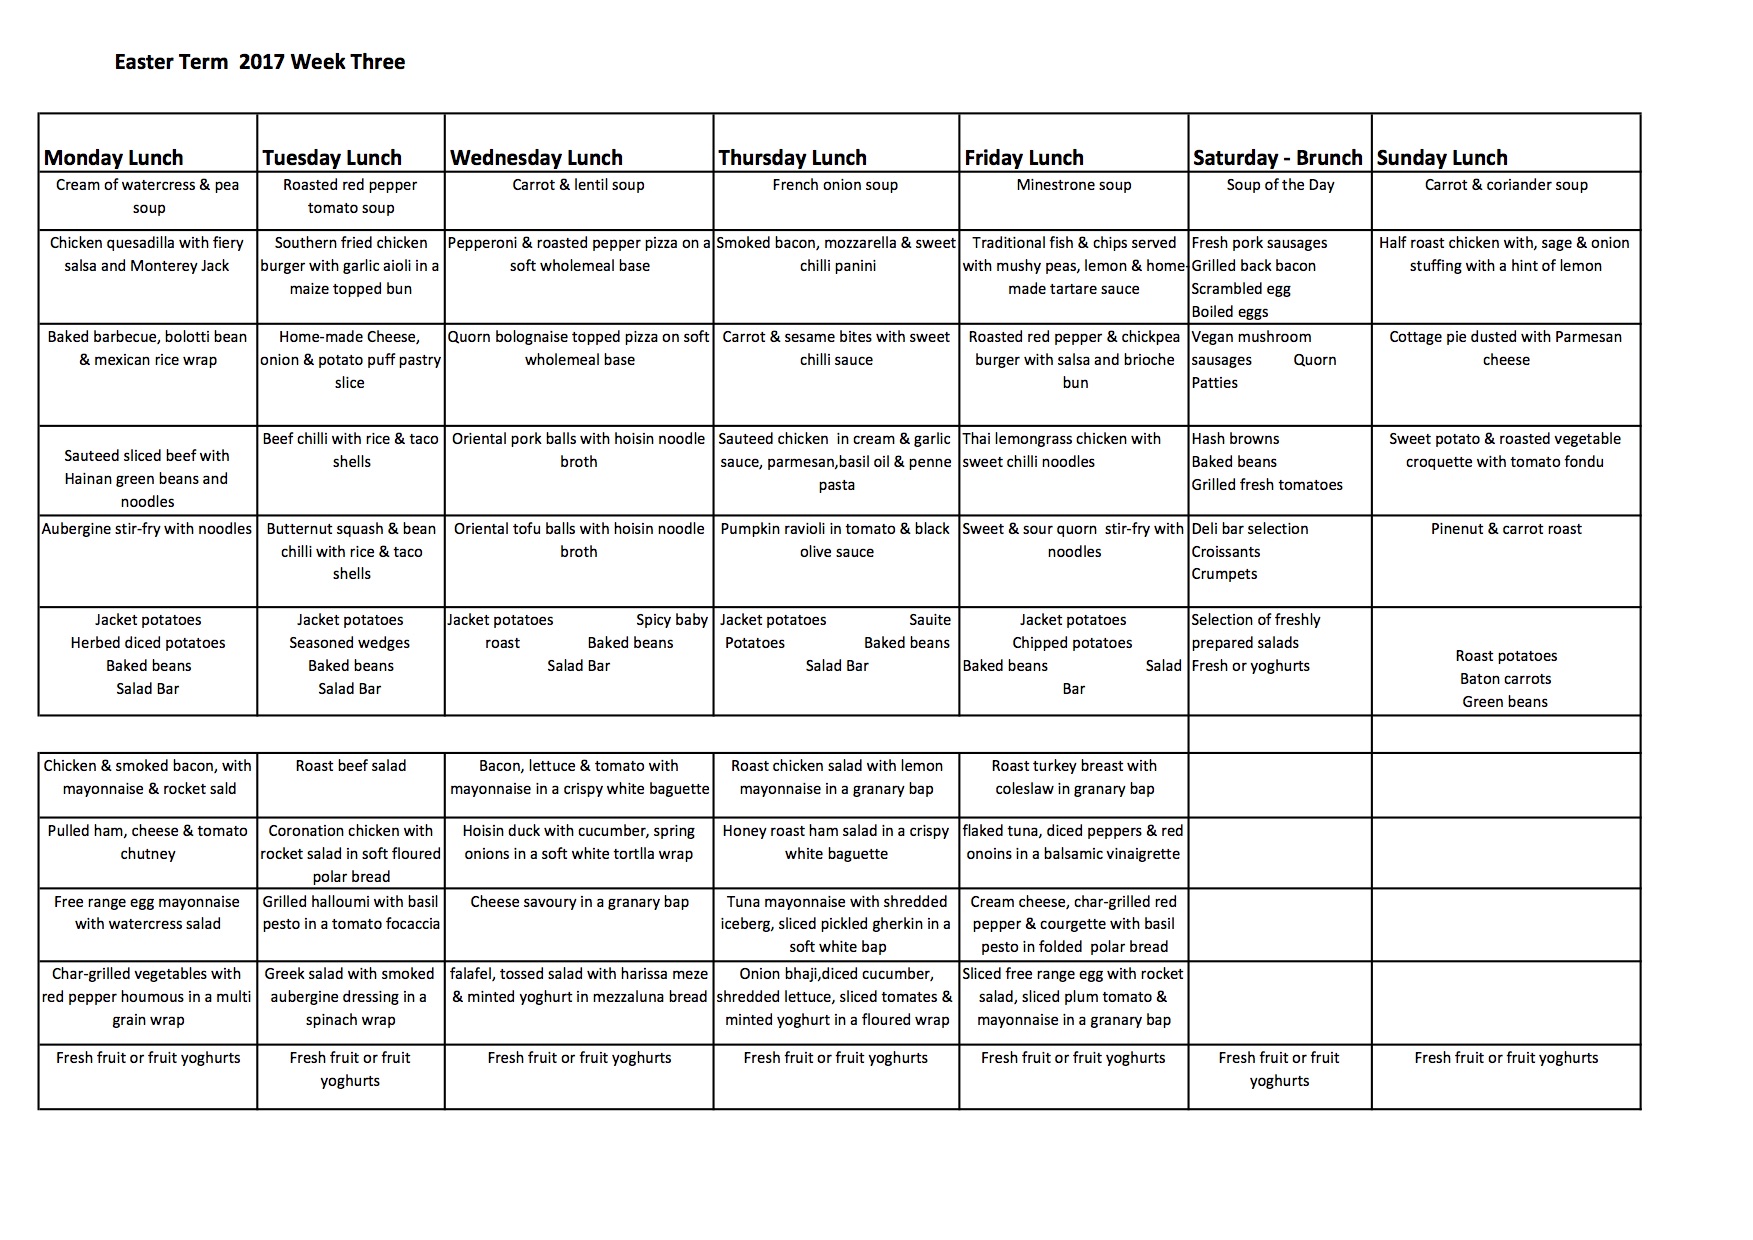 Easter Term  2017 Week Three
Monday Lunch
Tuesday Lunch
Wednesday Lunch
Thursday Lunch
Friday Lunch
Saturday - Brunch
Sunday Lunch
Cream of watercress & pea
soup
Roasted red pepper
tomato soup
Carrot & lentil soup
French onion soup
Minestrone soup
Soup of the Day
Carrot & coriander soup
Chicken quesadilla with fiery
salsa and Monterey Jack
Southern fried chicken
burger with garlic aioli in a
maize topped bun
Pepperoni & roasted pepper pizza on a
soft wholemeal base
Smoked bacon, mozzarella & sweet
chilli panini
Traditional fish & chips served
with mushy peas, lemon & home-
made tartare sauce
Fresh pork sausages
Grilled back bacon
Scrambled egg
Boiled eggs
Half roast chicken with, sage & onion
stuffing with a hint of lemon
Baked barbecue, bolotti bean
& mexican rice wrap
Home-made Cheese,
onion & potato puff pastry
slice
Quorn bolognaise topped pizza on soft
wholemeal base
Carrot & sesame bites with sweet
chilli sauce
Roasted red pepper & chickpea
burger with salsa and brioche
bun
Vegan mushroom
sausages Quorn
Patties
Cottage pie dusted with Parmesan
cheese
Sauteed sliced beef with
Hainan green beans and
noodles
Beef chilli with rice & taco
shells
Oriental pork balls with hoisin noodle
broth
Sauteed chicken  in cream & garlic
sauce, parmesan,basil oil & penne
pasta
Thai lemongrass chicken with
sweet chilli noodles
Hash browns
Baked beans
Grilled fresh tomatoes
Sweet potato & roasted vegetable
croquette with tomato fondu
Aubergine stir-fry with noodles
Butternut squash & bean
chilli with rice & taco
shells
Oriental tofu balls with hoisin noodle
broth
Pumpkin ravioli in tomato & black
olive sauce
Sweet & sour quorn  stir-fry with
noodles
Deli bar selection
Croissants
Crumpets
Pinenut & carrot roast
Jacket potatoes
Herbed diced potatoes
Baked beans
Salad Bar
Jacket potatoes
Seasoned wedges
Baked beans
Salad Bar
Jacket potatoes Spicy baby
roast Baked beans
Salad Bar
Jacket potatoes Sauite
Potatoes Baked beans
Salad Bar
Jacket potatoes
Chipped potatoes
Baked beans Salad
Bar
Selection of freshly
prepared salads
Fresh or yoghurts
Roast potatoes
Baton carrots
Green beans
Chicken & smoked bacon, with
mayonnaise & rocket sald
Roast beef salad
Bacon, lettuce & tomato with
mayonnaise in a crispy white baguette
Roast chicken salad with lemon
mayonnaise in a granary bap
Roast turkey breast with
coleslaw in granary bap
Pulled ham, cheese & tomato
chutney
Coronation chicken with
rocket salad in soft floured
polar bread
Hoisin duck with cucumber, spring
onions in a soft white tortlla wrap
Honey roast ham salad in a crispy
white baguette
flaked tuna, diced peppers & red
onoins in a balsamic vinaigrette
Free range egg mayonnaise
with watercress salad
Grilled halloumi with basil
pesto in a tomato focaccia
Cheese savoury in a granary bap
Tuna mayonnaise with shredded
iceberg, sliced pickled gherkin in a
soft white bap
Cream cheese, char-grilled red
pepper & courgette with basil
pesto in folded  polar bread
Char-grilled vegetables with
red pepper houmous in a multi
grain wrap
Greek salad with smoked
aubergine dressing in a
spinach wrap
falafel, tossed salad with harissa meze
& minted yoghurt in mezzaluna bread
Onion bhaji,diced cucumber,
shredded lettuce, sliced tomates &
minted yoghurt in a floured wrap
Sliced free range egg with rocket
salad, sliced plum tomato &
mayonnaise in a granary bap
Fresh fruit or fruit yoghurts
Fresh fruit or fruit
yoghurts
Fresh fruit or fruit yoghurts
Fresh fruit or fruit yoghurts
Fresh fruit or fruit yoghurts
Fresh fruit or fruit
yoghurts
Fresh fruit or fruit yoghurts